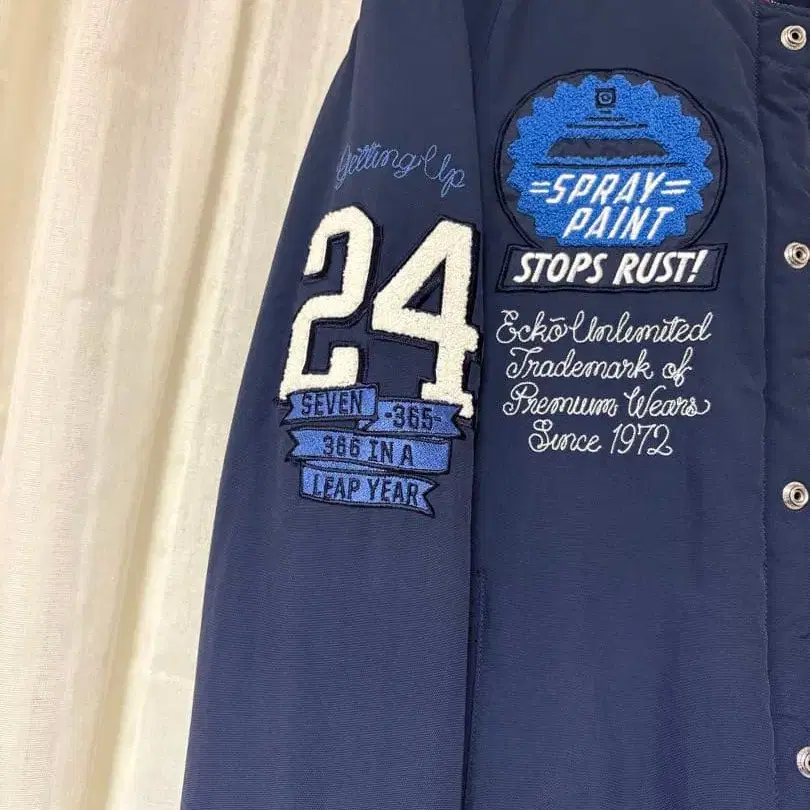 Getting Up
24
SEVEN
-365-
366 IN A
LEAP YEAR
=SPRAY=
PAINT
STOPS RUST!
Eckō Unlimited
Trademark of
Premium Wears
Since 1972